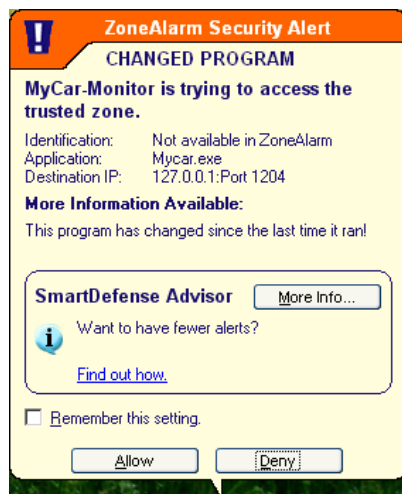 ZoneAlarm Security Alert
CHANGED PROGRAM
MyCar-Monitor is trying to access the
trusted zone.
Identification: Not available in ZoneAlarm
Application: Mycar.exe
Destination IP: 127.0.0.1:Port 1204
More Information Available:
This program has changed since the last time it ran!
SmartDefense Advisor More Info...
Want to have fewer alerts?
Find out how.
Remember this setting.
Allow Deny